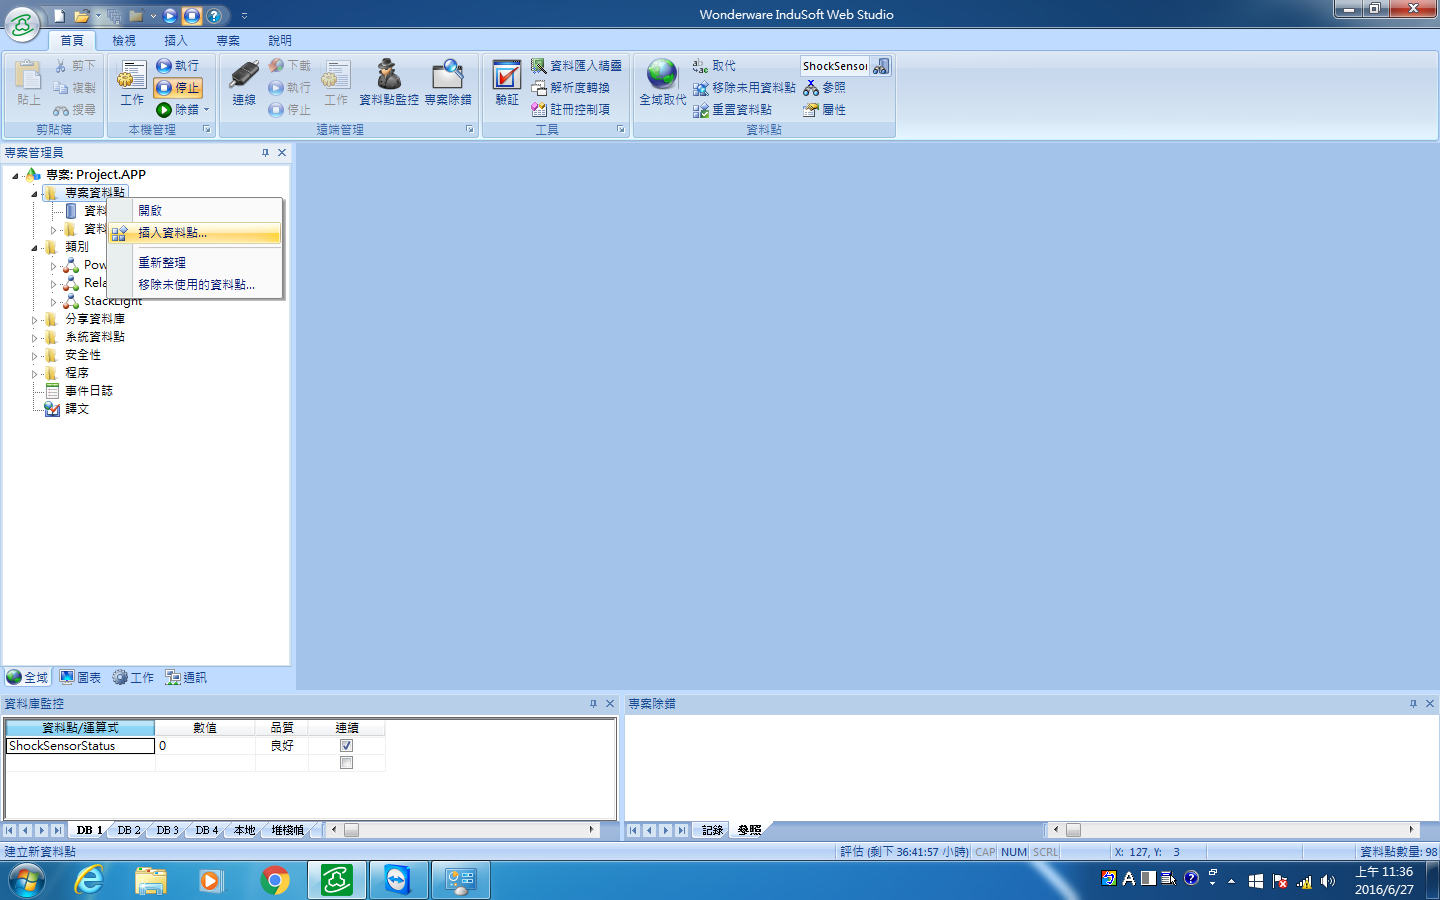 Wonderware InduSoft Web Studio
首頁 檢視 插入 專案 說明
貼上 剪下 複製 搜尋
剪貼簿
工作 執行 停止 除錯
本機管理
連線 下載 執行 停止 工作 資料點監控 專案除錯
遠端管理
驗証 資料匯入精靈 解析度轉換 註冊控制項
工具
全域取代 取代 移除未用資料點 重置資料點 ShockSensor 參照 屬性
資料點
專案管理員
專案: Project.APP
專案資料點
資料
資料
類別
Pow
Rela
StackLight
分享資料庫
系統資料點
安全性
程序
事件日誌
譯文
開啟
插入資料點...
重新整理
移除未使用的資料點...
全域 圖表 工作 通訊
資料庫監控
資料點/運算式 數值 品質 連續
ShockSensorStatus 0 良好
DB 1 DB 2 DB 3 DB 4 本地 堆棧幀
專案除錯
記錄 參照
建立新資料點
評估 (剩下 36:41:57 小時) CAP NUM SCRL X: 127, Y: 3 資料點數量: 98
上午 11:36
2016/6/27